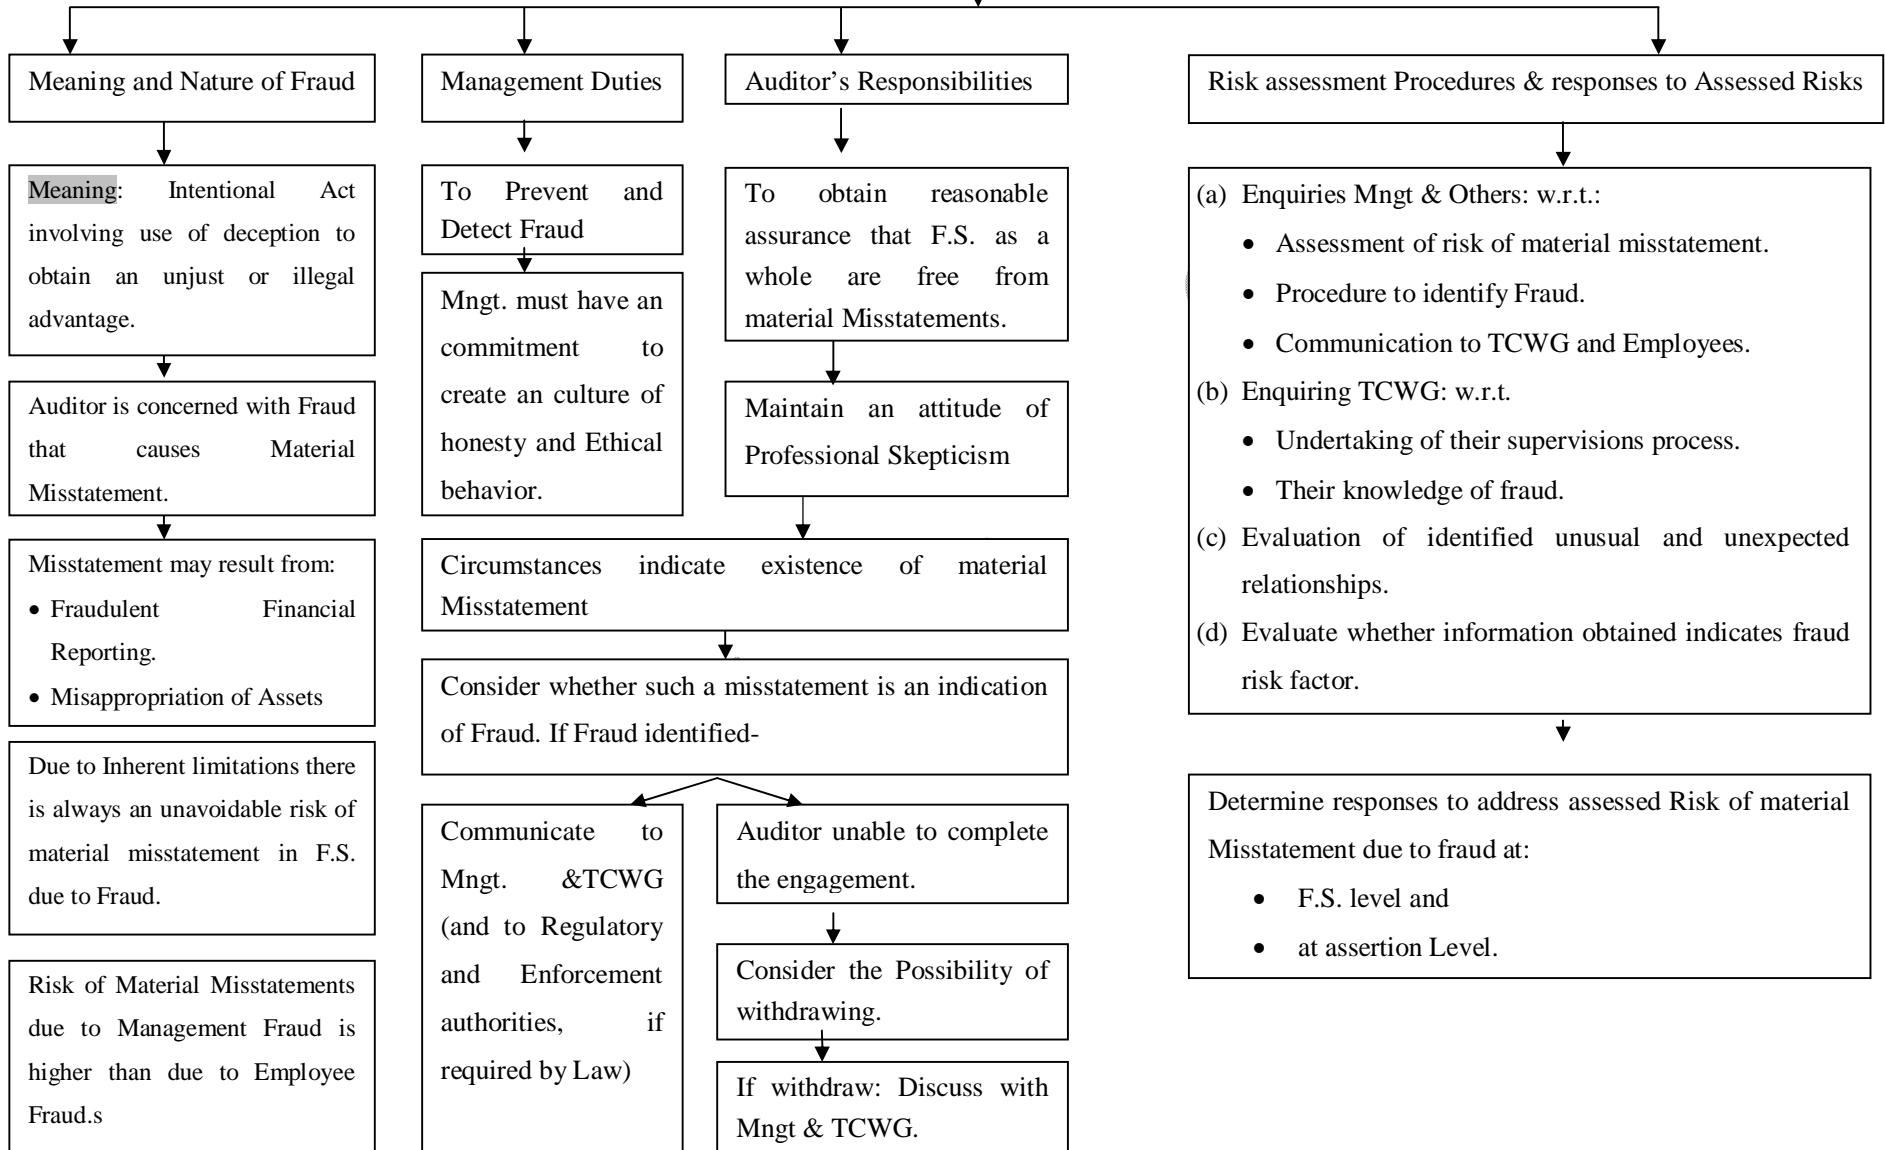 Meaning and Nature of Fraud
Meaning: Intentional Act
involving use of deception to
obtain an unjust or illegal
advantage.
Auditor is concerned with Fraud
that causes Material
Misstatement.
Misstatement may result from:
• Fraudulent Financial
Reporting.
• Misappropriation of Assets
Due to Inherent limitations there
is always an unavoidable risk of
material misstatement in F.S.
due to Fraud.
Risk of Material Misstatements
due to Management Fraud is
higher than due to Employee
Fraud.s
Management Duties
To Prevent and
Detect Fraud
Mngt. must have an
commitment to
create an culture of
honesty and Ethical
behavior.
Auditor's Responsibilities
To obtain reasonable
assurance that F.S. as a
whole are free from
material Misstatements.
Maintain an attitude of
Professional Skepticism
Circumstances indicate existence of material
Misstatement
Consider whether such a misstatement is an indication
of Fraud. If Fraud identified-
Communicate to
Mngt. &TCWG
(and to Regulatory
and Enforcement
authorities, if
required by Law)
Auditor unable to complete
the engagement.
Consider the Possibility of
withdrawing.
If withdraw: Discuss with
Mngt & TCWG.
Risk assessment Procedures & responses to Assessed Risks
(a) Enquiries Mngt & Others: w.r.t.:
• Assessment of risk of material misstatement.
• Procedure to identify Fraud.
• Communication to TCWG and Employees.
(b) Enquiring TCWG: w.r.t.
• Undertaking of their supervisions process.
• Their knowledge of fraud.
(c) Evaluation of identified unusual and unexpected
relationships.
(d) Evaluate whether information obtained indicates fraud
risk factor.
Determine responses to address assessed Risk of material
Misstatement due to fraud at:
• F.S. level and
• at assertion Level.